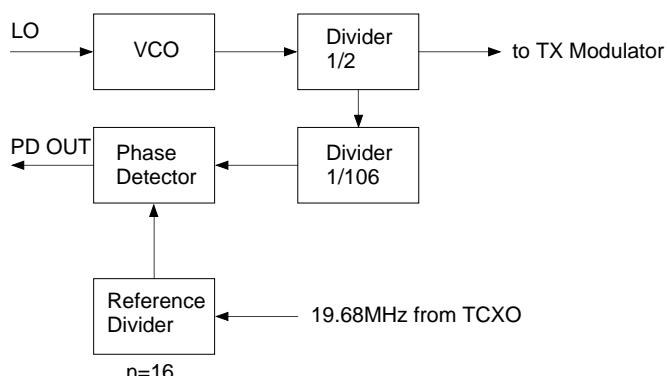 LO
VCO
Divider
1/2
to TX Modulator
PD OUT
Phase
Detector
Divider
1/106
Reference
Divider
19.68MHz from TCXO
n=16